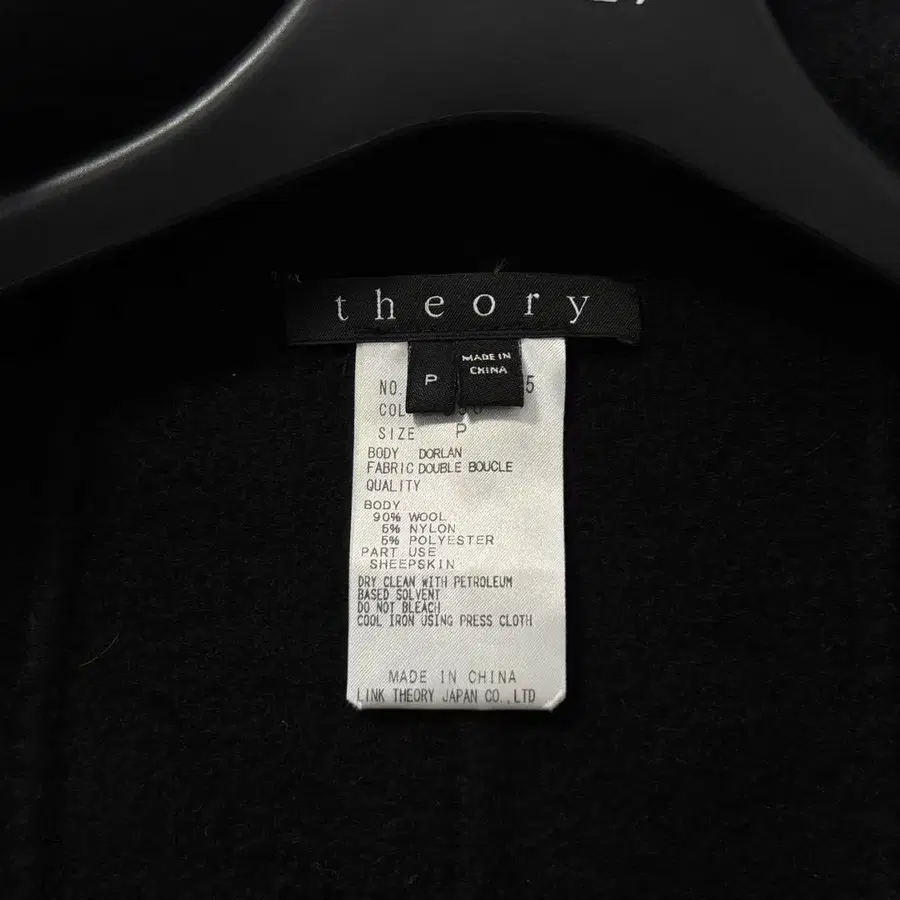 theory
P
MADE IN
CHINA
NO. 5
COL
SIZE P
BODY DORLAN
FABRIC DOUBLE BOUCLE
QUALITY
BODY
90% WOOL
5% NYLON
5% POLYESTER
PART USE
SHEEPSKIN
DRY CLEAN WITH PETROLEUM
BASED SOLVENT
DO NOT BLEACH
COOL IRON USING PRESS CLOTH
MADE IN CHINA
LINK THEORY JAPAN CO.,LTD